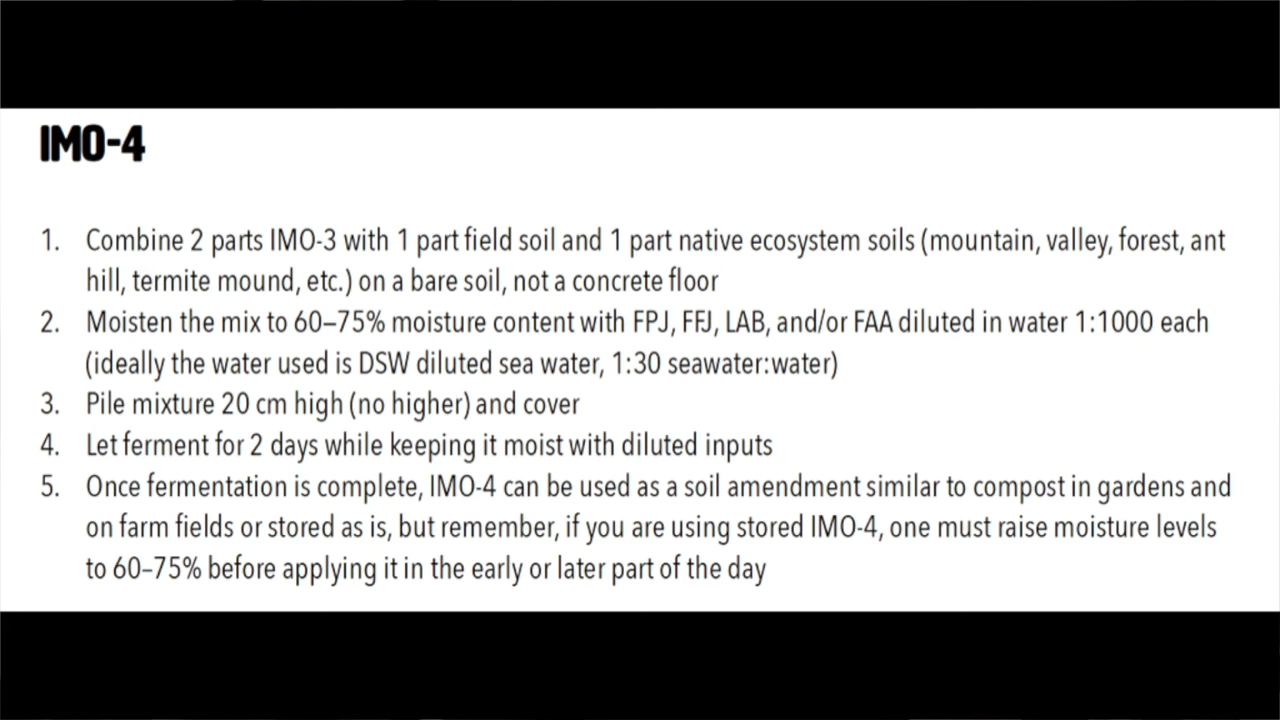 IMO-4
1. Combine 2 parts IMO-3 with 1 part field soil and 1 part native ecosystem soils (mountain, valley, forest, ant
hill, termite mound, etc.) on a bare soil, not a concrete floor
2. Moisten the mix to 60–75% moisture content with FPJ, FFJ, LAB, and/or FAA diluted in water 1:1000 each
(ideally the water used is DSW diluted sea water, 1:30 seawater:water)
3. Pile mixture 20 cm high (no higher) and cover
4. Let ferment for 2 days while keeping it moist with diluted inputs
5. Once fermentation is complete, IMO-4 can be used as a soil amendment similar to compost in gardens and
on farm fields or stored as is, but remember, if you are using stored IMO-4, one must raise moisture levels
to 60–75% before applying it in the early or later part of the day